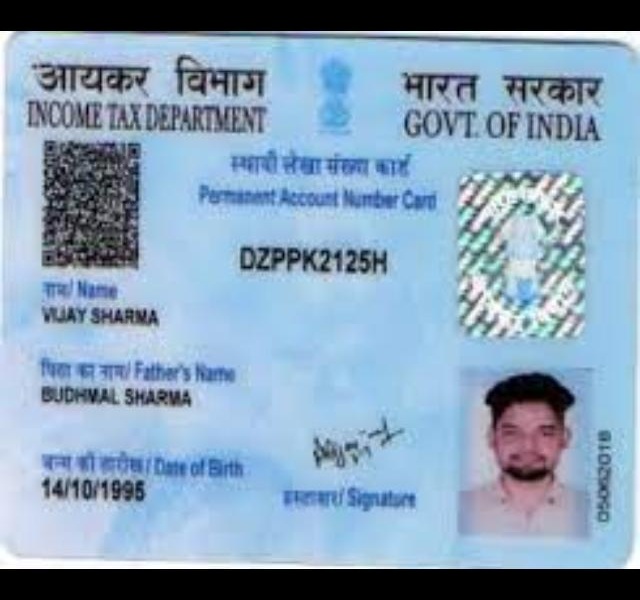 आयकर विभाग
INCOME TAX DEPARTMENT
भारत सरकार
GOVT. OF INDIA
स्थायी लेखा संख्या कार्ड
Permanent Account Number Card
DZPPK2125H
नाम/ Name
VIJAY SHARMA
पिता का नाम/ Father's Name
BUDHMAL SHARMA
जन्म की तारीख/ Date of Birth
14/10/1995
हस्ताक्षर/ Signature
05062018